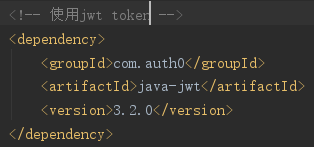 <!-- 使用jwt token -->
<dependency>
    <groupId>com.auth0</groupId>
    <artifactId>java-jwt</artifactId>
    <version>3.2.0</version>
</dependency>